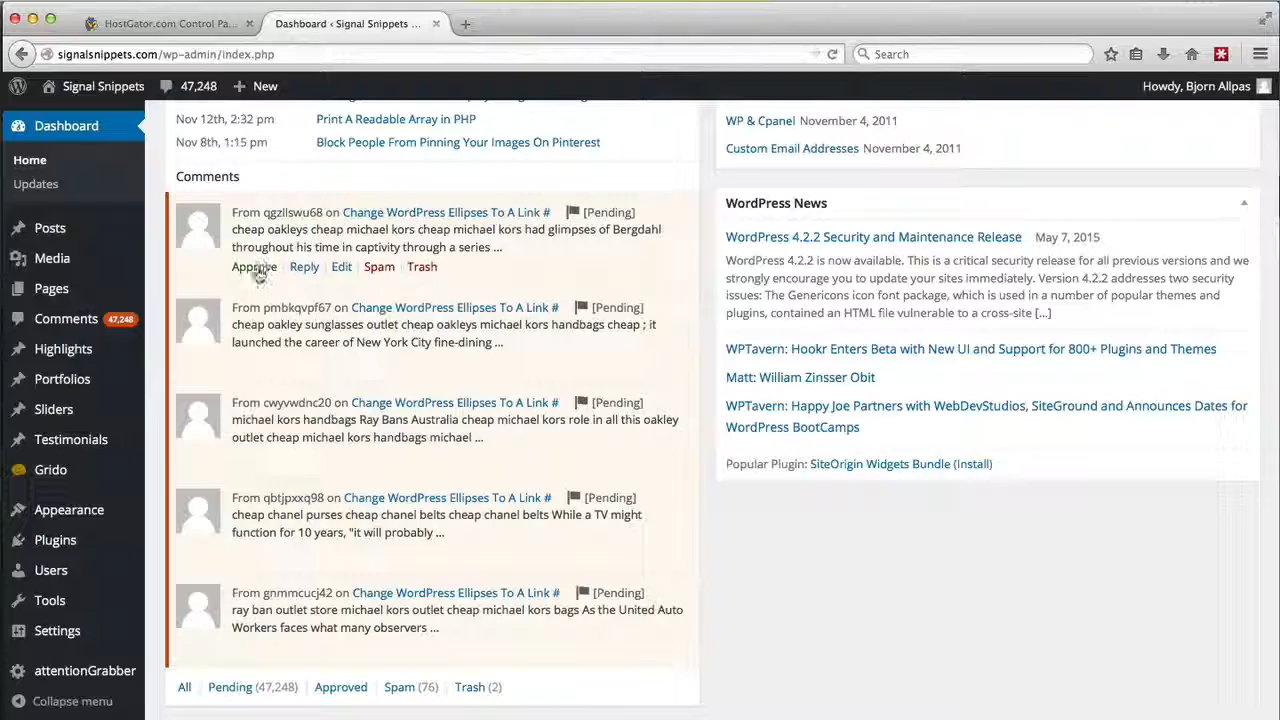 HostGator.com Control Pa...
Dashboard ‹ Signal Snippets ...
signalsnippets.com/wp-admin/index.php
Search
Signal Snippets
47,248
New
Howdy, Bjorn Allpas
Dashboard
Home
Updates
Posts
Media
Pages
Comments 47,248
Highlights
Portfolios
Sliders
Testimonials
Grido
Appearance
Plugins
Users
Tools
Settings
attentionGrabber
Collapse menu
Nov 12th, 2:32 pm Print A Readable Array in PHP
Nov 8th, 1:15 pm Block People From Pinning Your Images On Pinterest
Comments
From qgzllswu68 on Change WordPress Ellipses To A Link # [Pending]
cheap oakleys cheap michael kors cheap michael kors had glimpses of Bergdahl
throughout his time in captivity through a series ...
Approve | Reply | Edit | Spam | Trash
From pmbkqvpf67 on Change WordPress Ellipses To A Link # [Pending]
cheap oakley sunglasses outlet cheap oakleys michael kors handbags cheap ; it
launched the career of New York City fine-dining ...
From cwyvwdnc20 on Change WordPress Ellipses To A Link # [Pending]
michael kors handbags Ray Bans Australia cheap michael kors role in all this oakley
outlet cheap michael kors handbags michael ...
From qbtjpxxq98 on Change WordPress Ellipses To A Link # [Pending]
cheap chanel purses cheap chanel belts cheap chanel belts While a TV might
function for 10 years, "it will probably ...
From gnmmcucj42 on Change WordPress Ellipses To A Link # [Pending]
ray ban outlet store michael kors outlet cheap michael kors bags As the United Auto
Workers faces what many observers ...
All | Pending (47,248) | Approved | Spam (76) | Trash (2)
WP & Cpanel November 4, 2011
Custom Email Addresses November 4, 2011
WordPress News
WordPress 4.2.2 Security and Maintenance Release May 7, 2015
WordPress 4.2.2 is now available. This is a critical security release for all previous versions and we
strongly encourage you to update your sites immediately. Version 4.2.2 addresses two security
issues: The Genericons icon font package, which is used in a number of popular themes and
plugins, contained an HTML file vulnerable to a cross-site [...]
WPTavern: Hookr Enters Beta with New UI and Support for 800+ Plugins and Themes
Matt: William Zinsser Obit
WPTavern: Happy Joe Partners with WebDevStudios, SiteGround and Announces Dates for
WordPress BootCamps
Popular Plugin: SiteOrigin Widgets Bundle (Install)